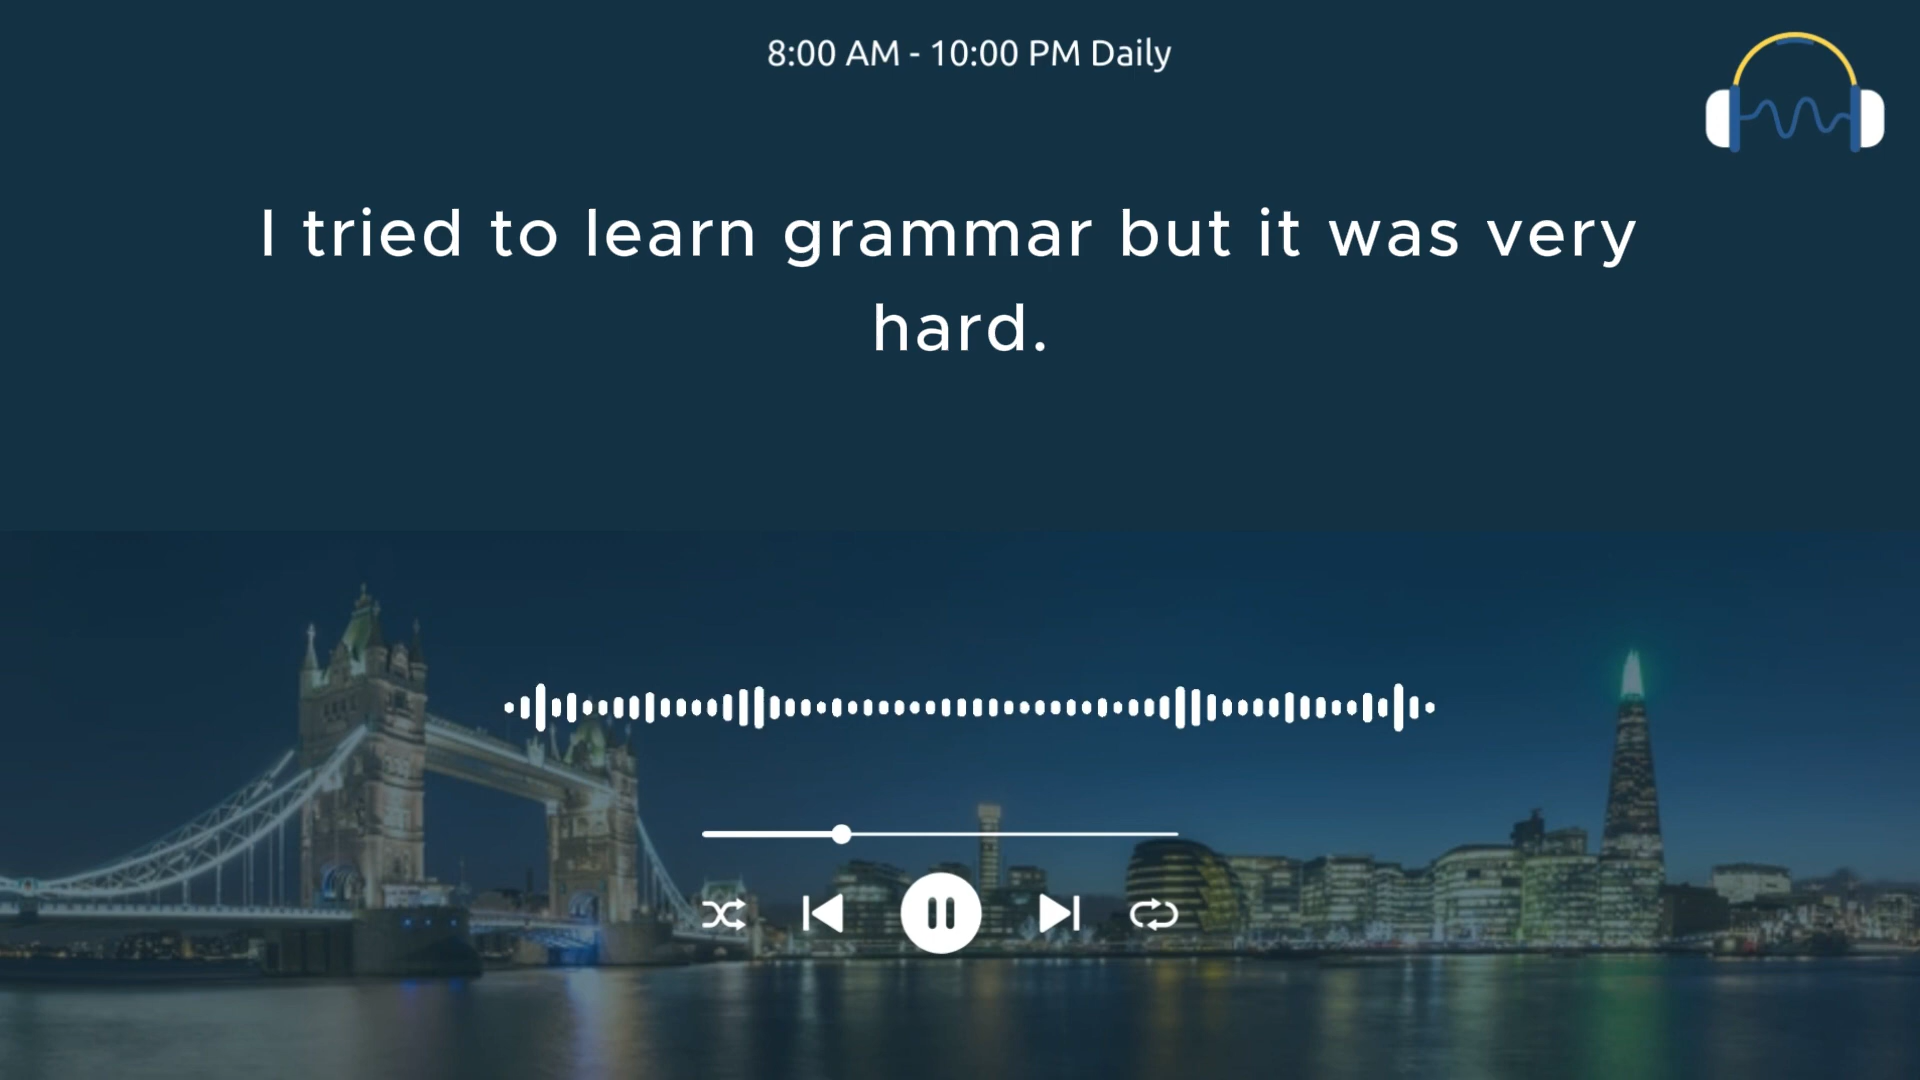 8:00 AM - 10:00 PM Daily
I tried to learn grammar but it was very
hard.